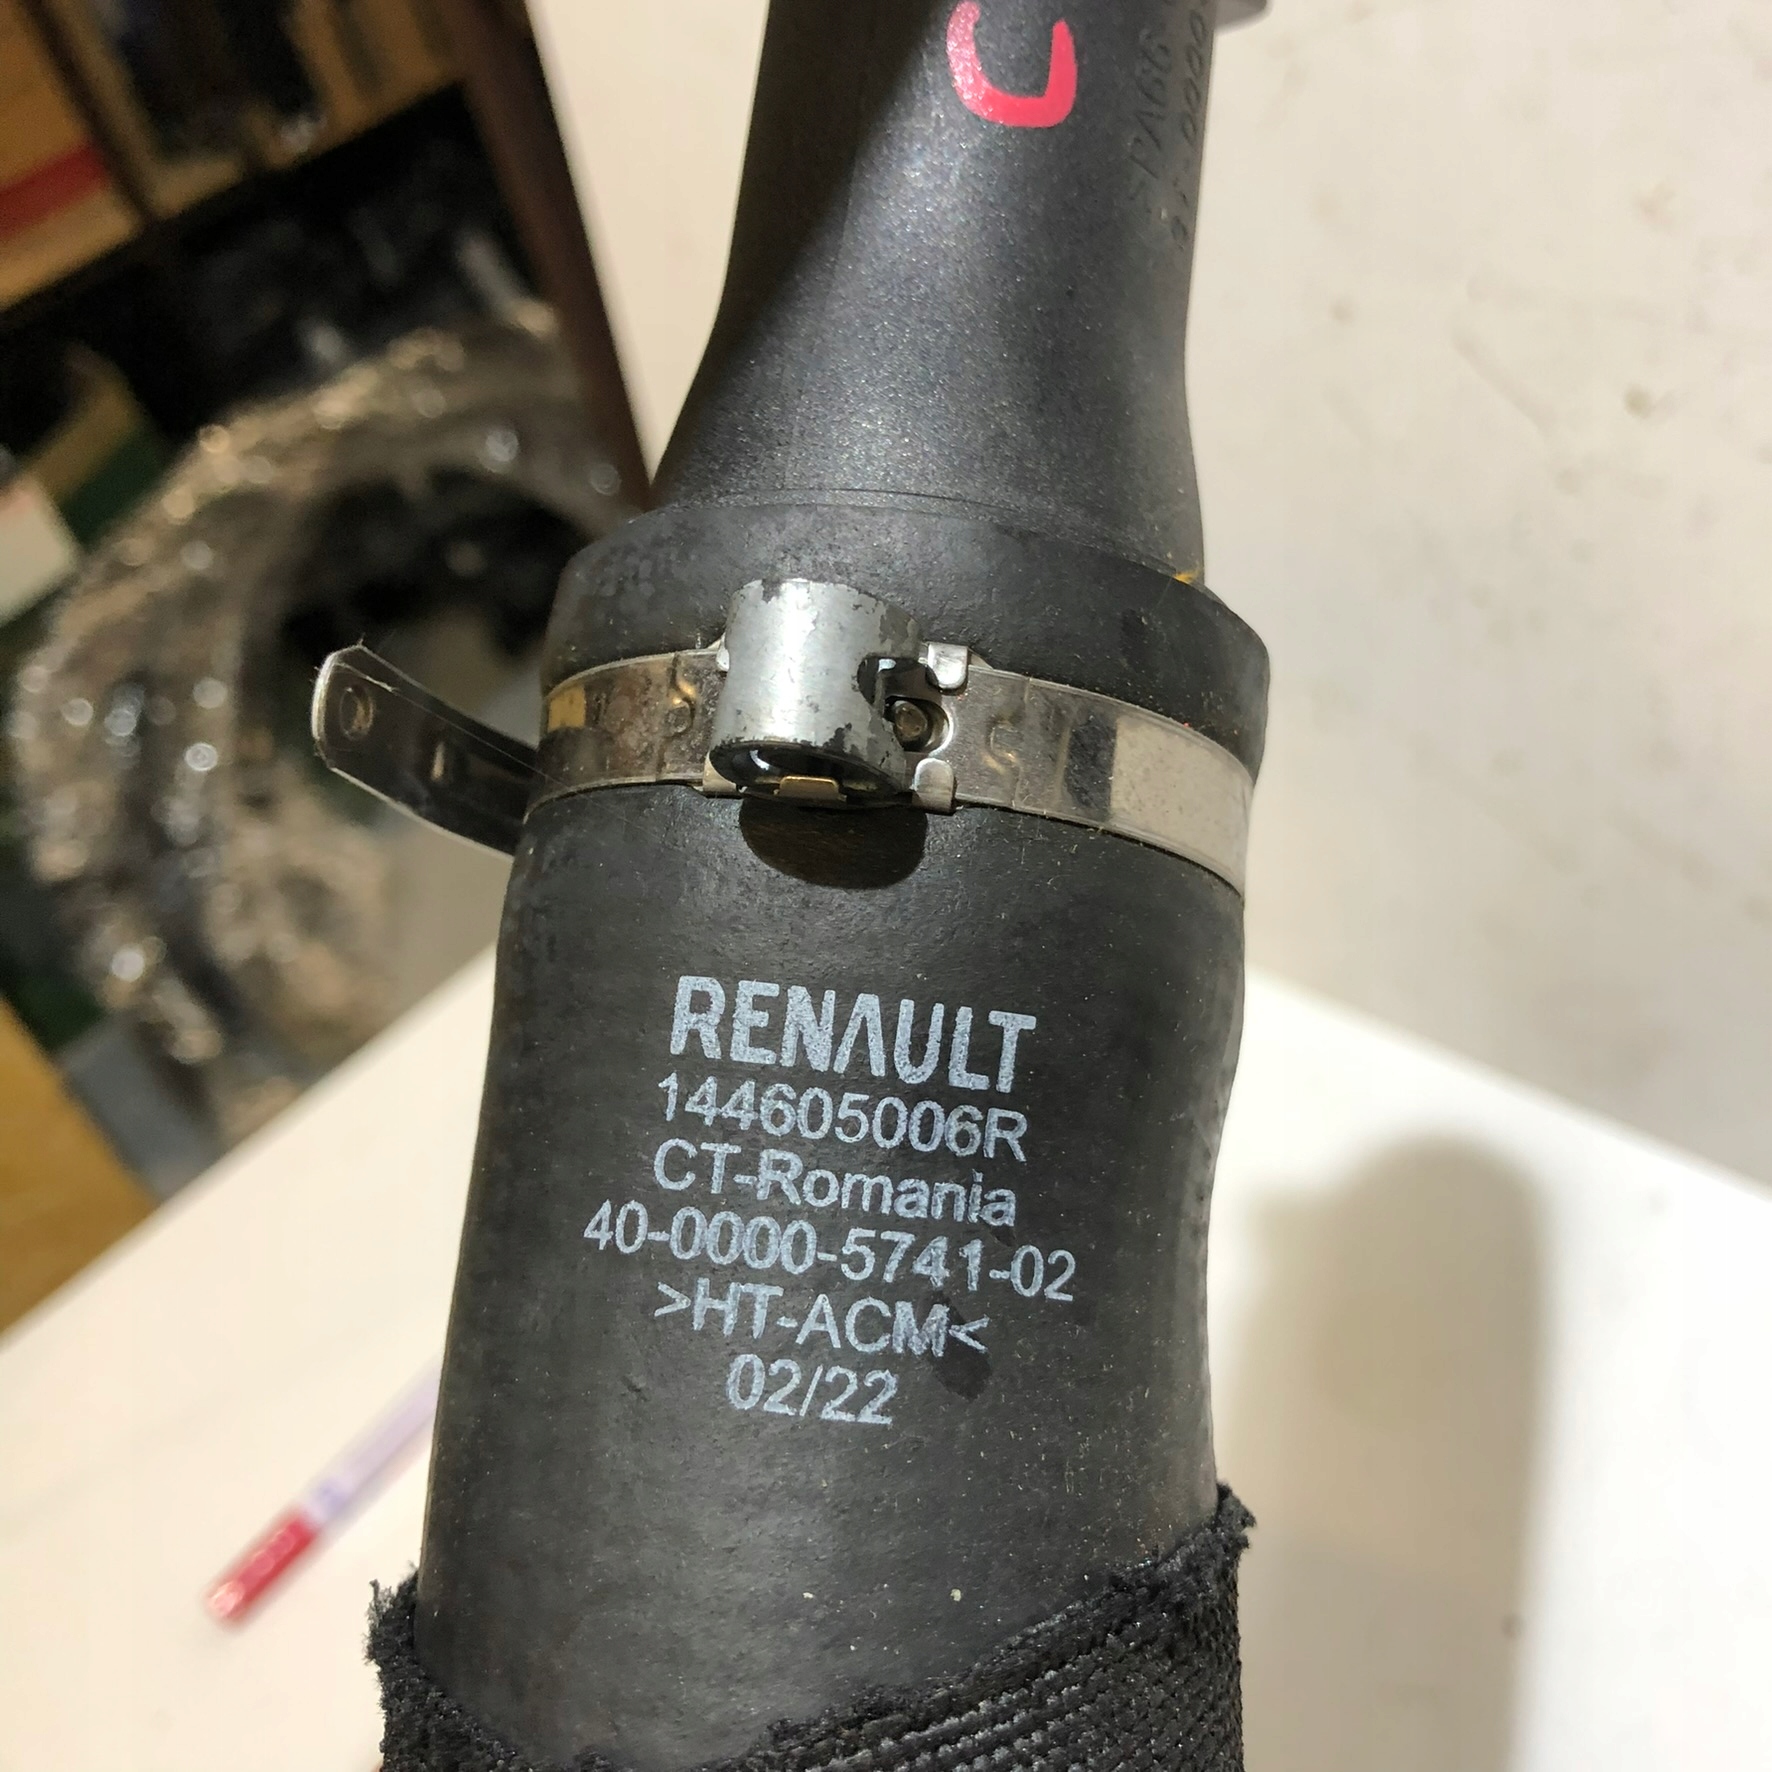 C
RENAULT
144605006R
CT-Romania
40-0000-5741-02
>HT-ACM<
02/22